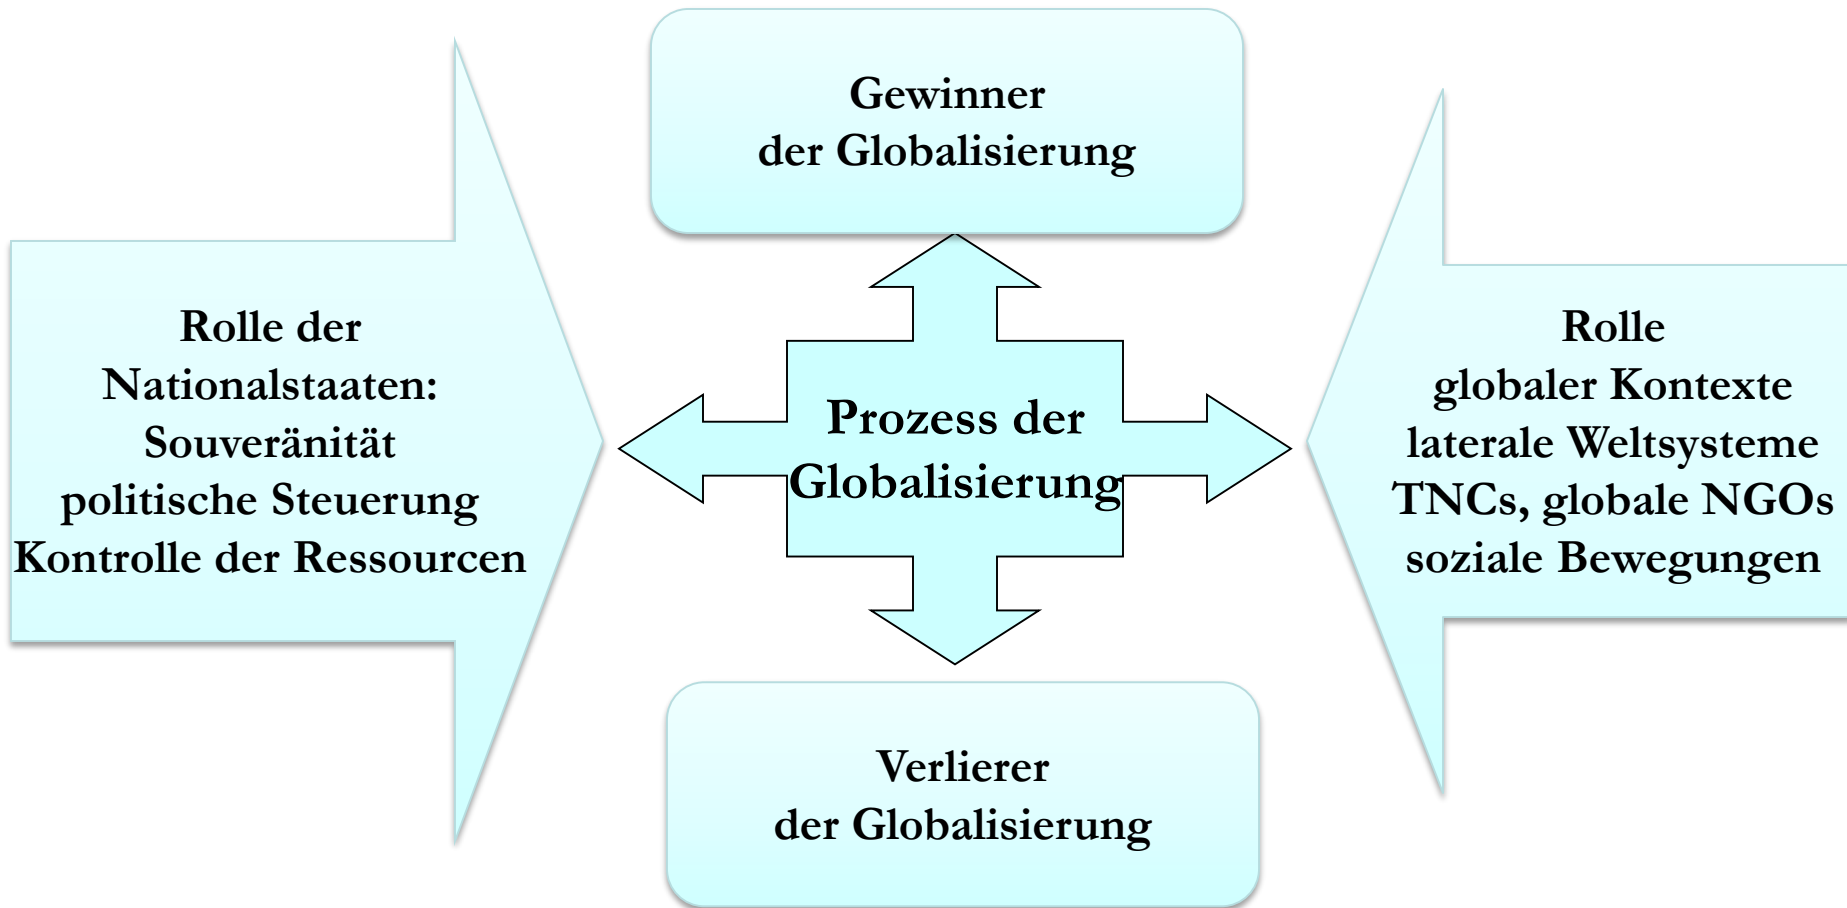 Gewinner
der Globalisierung
Rolle der
Nationalstaaten:
Souveränität
politische Steuerung
Kontrolle der Ressourcen
Prozess der
Globalisierung
Rolle
globaler Kontexte
laterale Weltsysteme
TNCs, globale NGOs
soziale Bewegungen
Verlierer
der Globalisierung